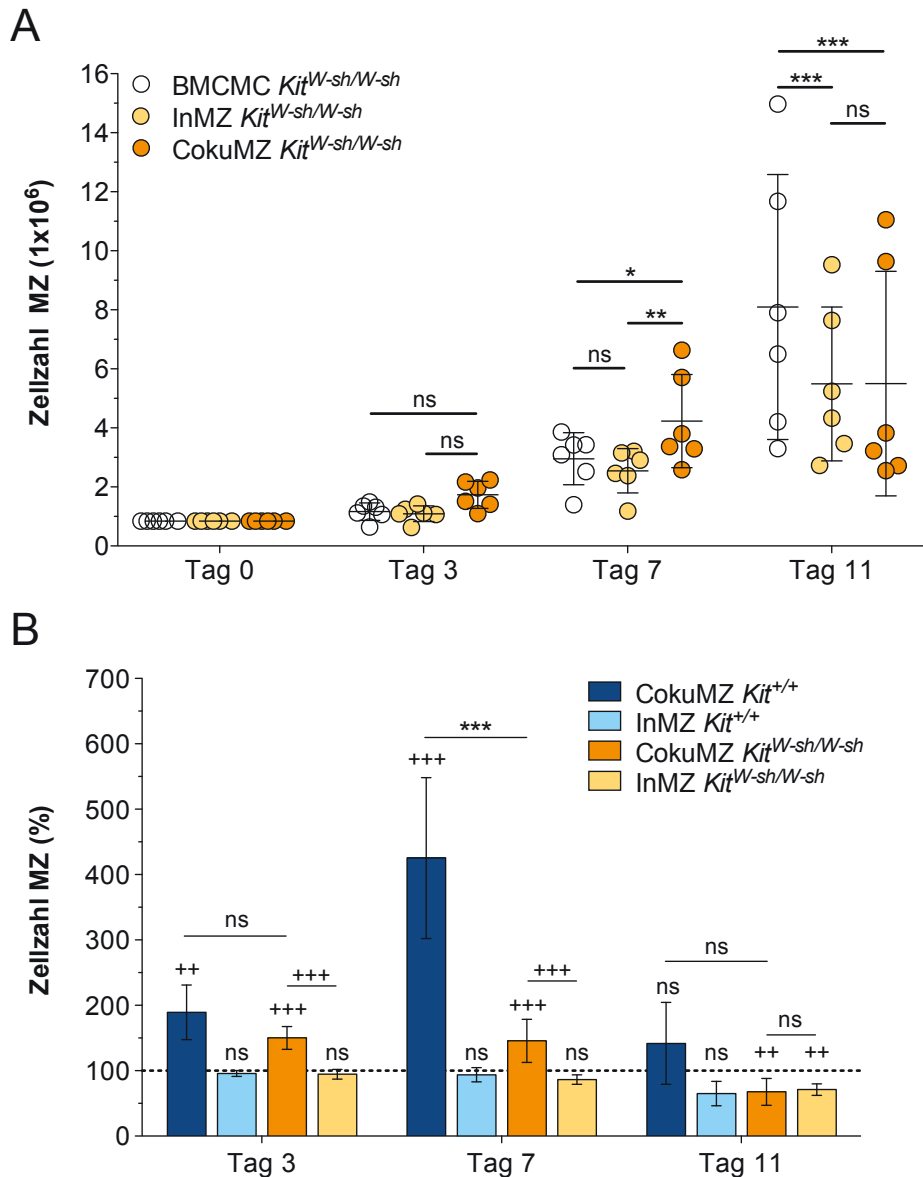 A
***
16
BMCMC Kit^W-sh/W-sh
***
14
InMZ Kit^W-sh/W-sh
ns
CokuMZ Kit^W-sh/W-sh
12
Zellzahl MZ (1x10^6)
10
*
8
**
ns
6
ns
4
ns
2
0
Tag 0 Tag 3 Tag 7 Tag 11
B
700
CokuMZ Kit^+/+
InMZ Kit^+/+
CokuMZ Kit^W-sh/W-sh
InMZ Kit^W-sh/W-sh
600
***
+++
500
Zellzahl MZ (%)
400
300
ns ns
++ +++ +++ ns
200
+++ +++ ns
ns ns ns ns ns ++ ++
100
0
Tag 3 Tag 7 Tag 11